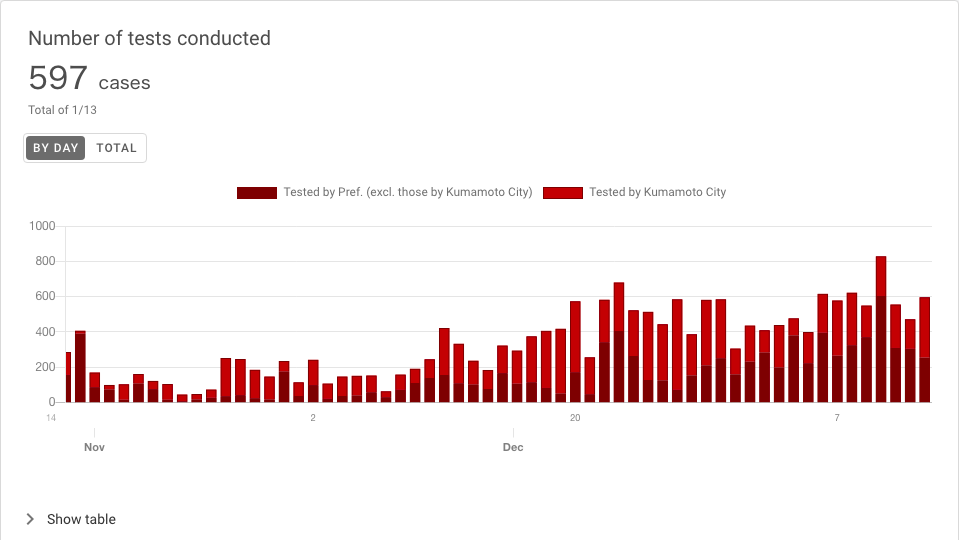 Number of tests conducted
597 cases
Total of 1/13
BY DAY TOTAL
Tested by Pref. (excl. those by Kumamoto City) Tested by Kumamoto City
1000
800
600
400
200
0
14 2 20 7
Nov Dec
Show table